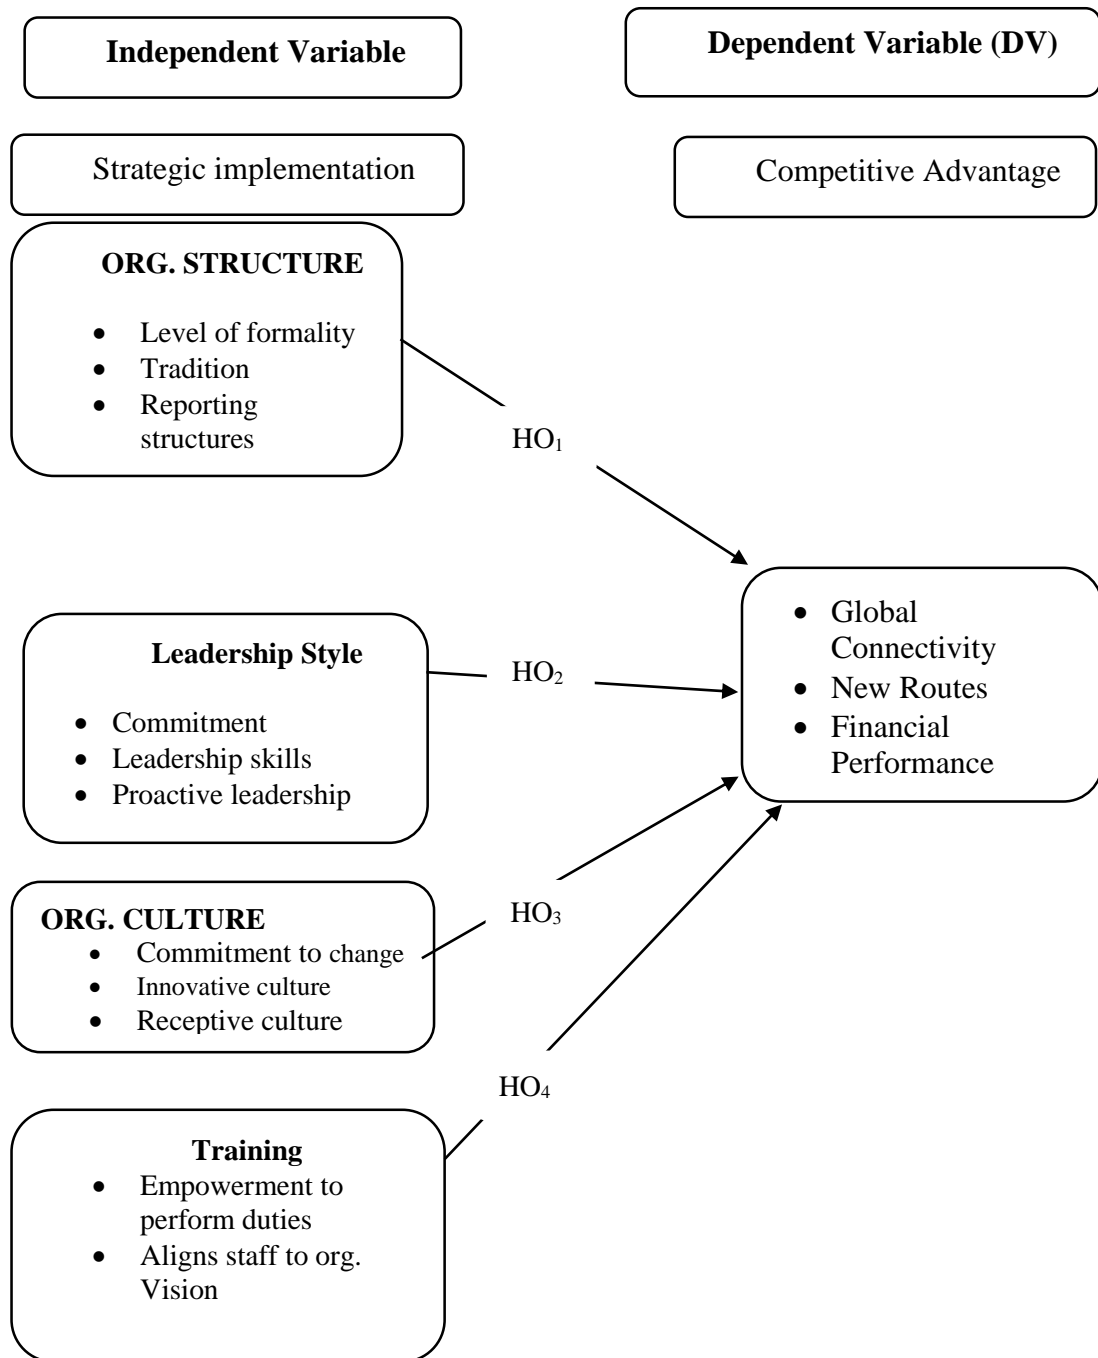 Independent Variable
Dependent Variable (DV)
Strategic implementation
Competitive Advantage
ORG. STRUCTURE
• Level of formality
• Tradition
• Reporting
structures
HO₁
• Global
Connectivity
• New Routes
• Financial
Performance
Leadership Style
• Commitment
• Leadership skills
• Proactive leadership
HO₂
ORG. CULTURE
• Commitment to change
• Innovative culture
• Receptive culture
HO₃
HO₄
Training
• Empowerment to
perform duties
• Aligns staff to org.
Vision